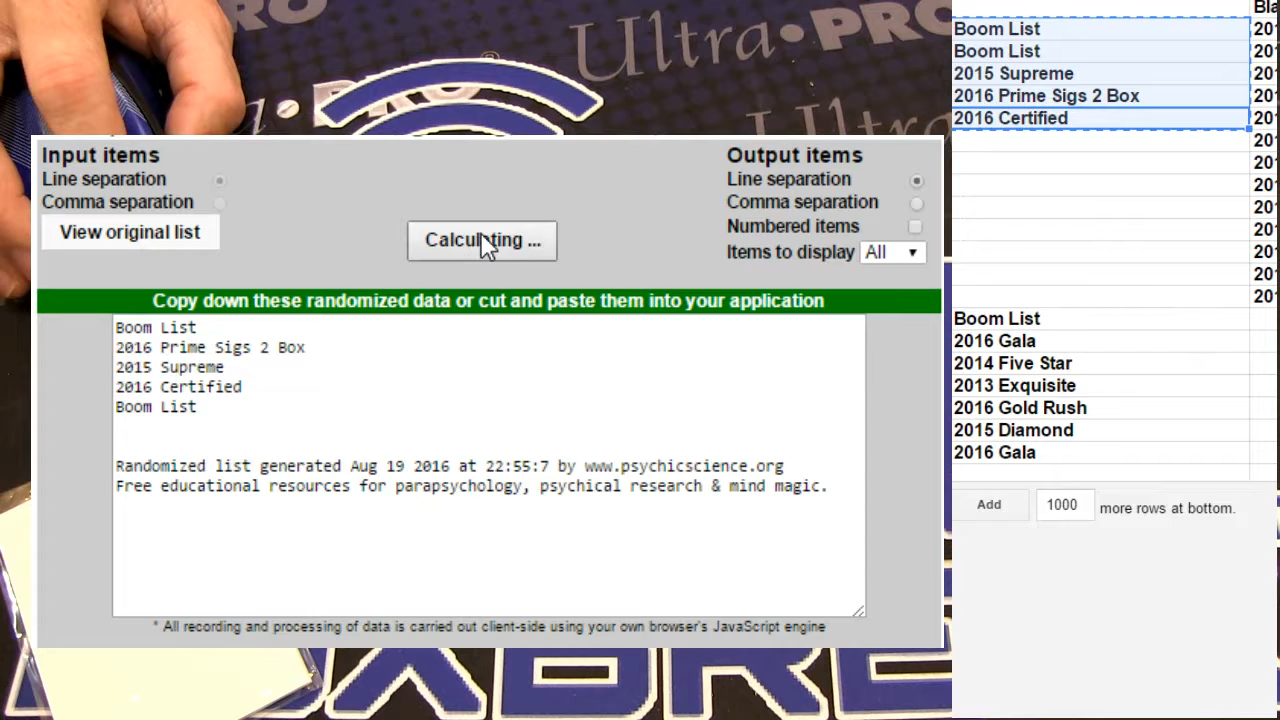 Ultra•PRO
Input items
Line separation
Comma separation
View original list
Calculating ...
Output items
Line separation
Comma separation
Numbered items
Items to display All
Copy down these randomized data or cut and paste them into your application
Boom List
2016 Prime Sigs 2 Box
2015 Supreme
2016 Certified
Boom List
Randomized list generated Aug 19 2016 at 22:55:7 by www.psychicscience.org
Free educational resources for parapsychology, psychical research & mind magic.
* All recording and processing of data is carried out client-side using your own browser's JavaScript engine
Boom List
Boom List
2015 Supreme
2016 Prime Sigs 2 Box
2016 Certified
Boom List
2016 Gala
2014 Five Star
2013 Exquisite
2016 Gold Rush
2015 Diamond
2016 Gala
Add 1000 more rows at bottom.